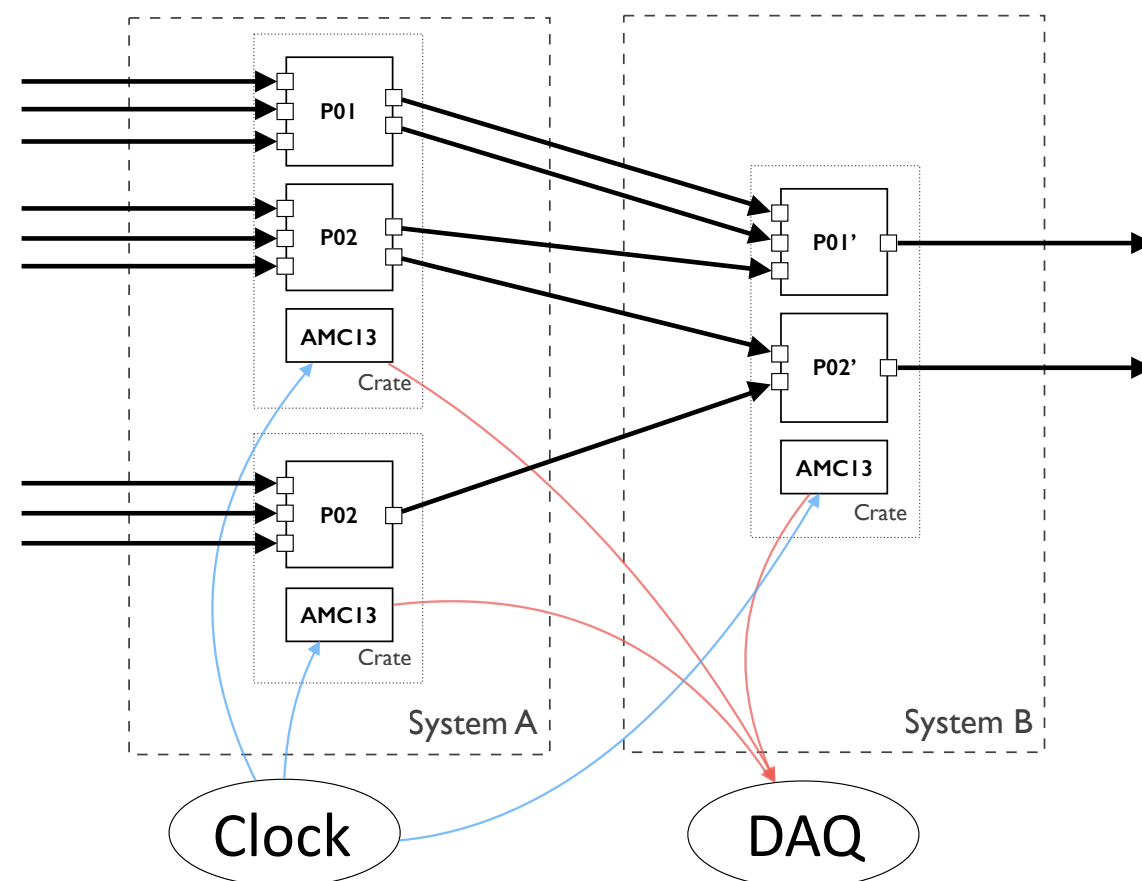 P01
P02
AMC13
Crate
P02
AMC13
Crate
System A
P01’
P02’
AMC13
Crate
System B
Clock
DAQ